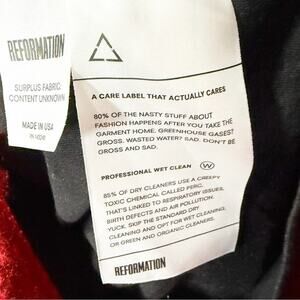 REFORMATION
SURPLUS FABRIC
CONTENT UNKNOWN
MADE IN USA
A CARE LABEL THAT ACTUALLY CARES
80% OF THE NASTY STUFF ABOUT
FASHION HAPPENS AFTER YOU TAKE THE
GARMENT HOME. GREENHOUSE GASES?
GROSS. WASTED WATER? SAD. DON'T BE
GROSS AND SAD.
PROFESSIONAL WET CLEAN W
85% OF DRY CLEANERS USE A CREEPY
TOXIC CHEMICAL CALLED PERC,
THAT'S LINKED TO RESPIRATORY ISSUES,
BIRTH DEFECTS AND AIR POLLUTION.
YUCK. SKIP THE STANDARD DRY
CLEANING AND OPT FOR WET CLEANING,
OR GREEN AND ORGANIC CLEANERS.
REFORMATION